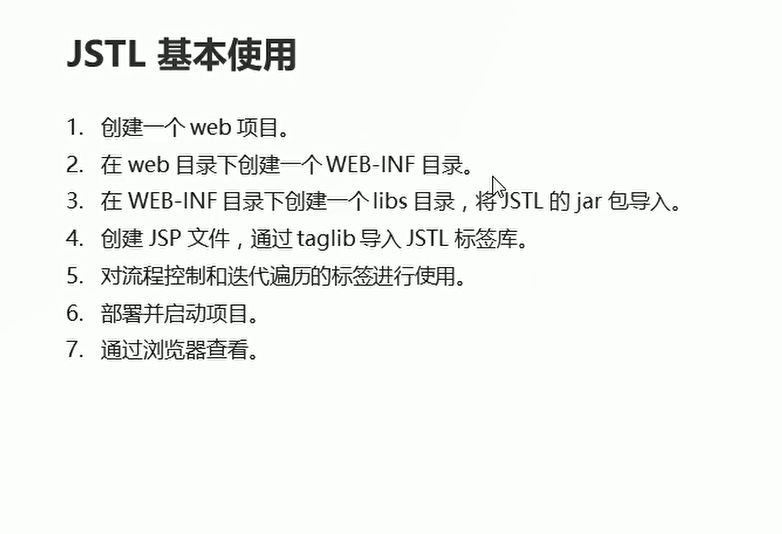 JSTL 基本使用
1. 创建一个 web 项目。
2. 在 web 目录下创建一个 WEB-INF 目录。
3. 在 WEB-INF 目录下创建一个 libs 目录，将 JSTL 的 jar 包导入。
4. 创建 JSP 文件，通过 taglib 导入 JSTL 标签库。
5. 对流程控制和迭代遍历的标签进行使用。
6. 部署并启动项目。
7. 通过浏览器查看。